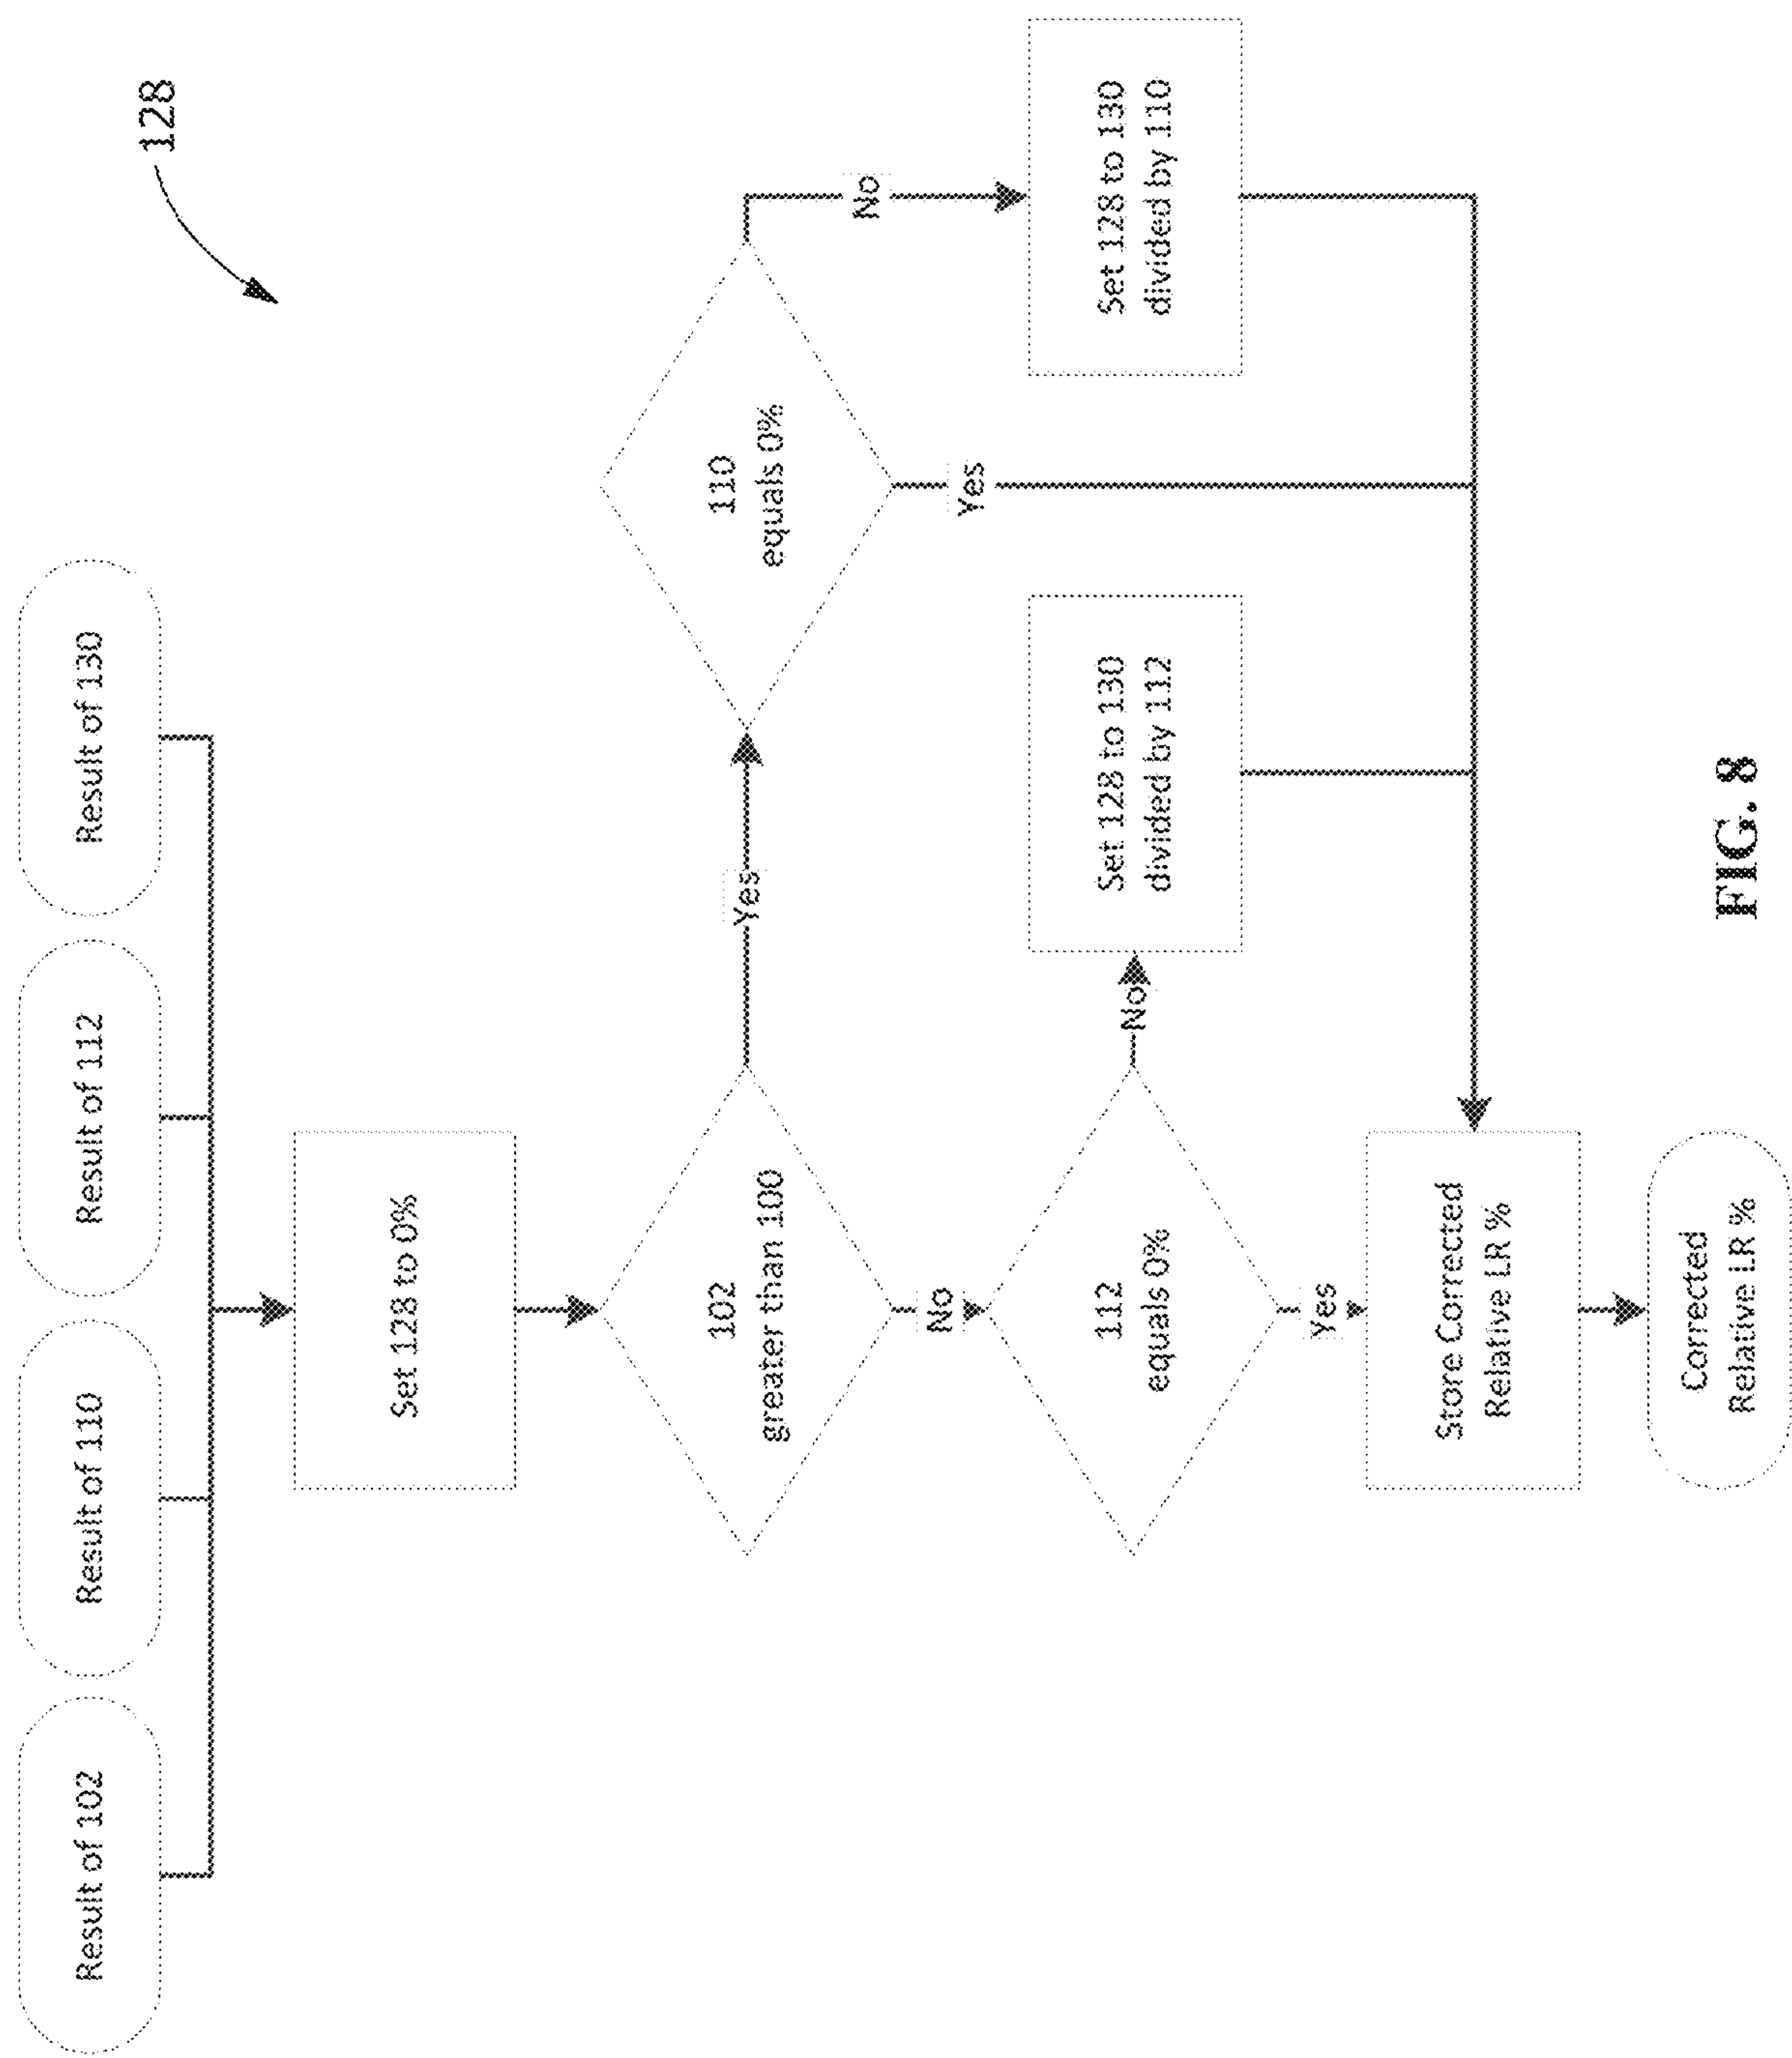 128
Result of 102
Result of 110
Result of 112
Result of 130
Set 128 to 0%
102
greater than 100
Yes
110
equals 0%
No
No
112
equals 0%
No
Set 128 to 130
divided by 112
Yes
Set 128 to 130
divided by 110
Yes
Store Corrected
Relative LR %
Corrected
Relative LR %
FIG. 8